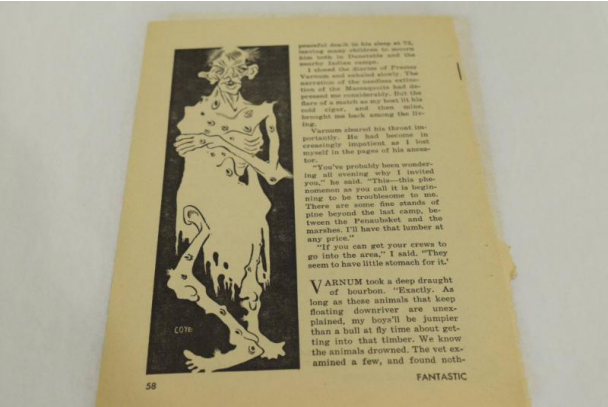 peaceful death in his sleep at 72,
leaving many children to mourn
him both in Dunstable and the
nearby Indian camps.
I closed the diaries of프
Varnum and exhaled slowly. The
narration of the needless extinc-
tion of the Massaquoits had de-
pressed me considerably. But the
flare of a match as my host lit his
cold cigar, and then mine,
brought me back among the liv-
ing.
Varnum cleared his throat im-
portantly. He had become in-
creasingly impatient as I lost
myself in the pages of his ances-
tor.
"You've probably been wonder-
ing all evening why I invited
you," he said. "This—this phe-
nomenon as you call it is begin-
ning to be troublesome to me.
There are some fine stands of
pine beyond the last camp, be-
tween the Penaubsket and the
marshes. I'll have that lumber at
any price."
"If you can get your crews to
go into the area," I said. "They
seem to have little stomach for it.'
VARNUM took a deep draught
of bourbon. "Exactly. As
long as these animals that keep
floating downriver are unex-
plained, my boys'll be jumpier
than a bull at fly time about get-
ting into that timber. We know
the animals drowned. The vet ex-
amined a few, and found noth-
COYE
58
FANTASTIC